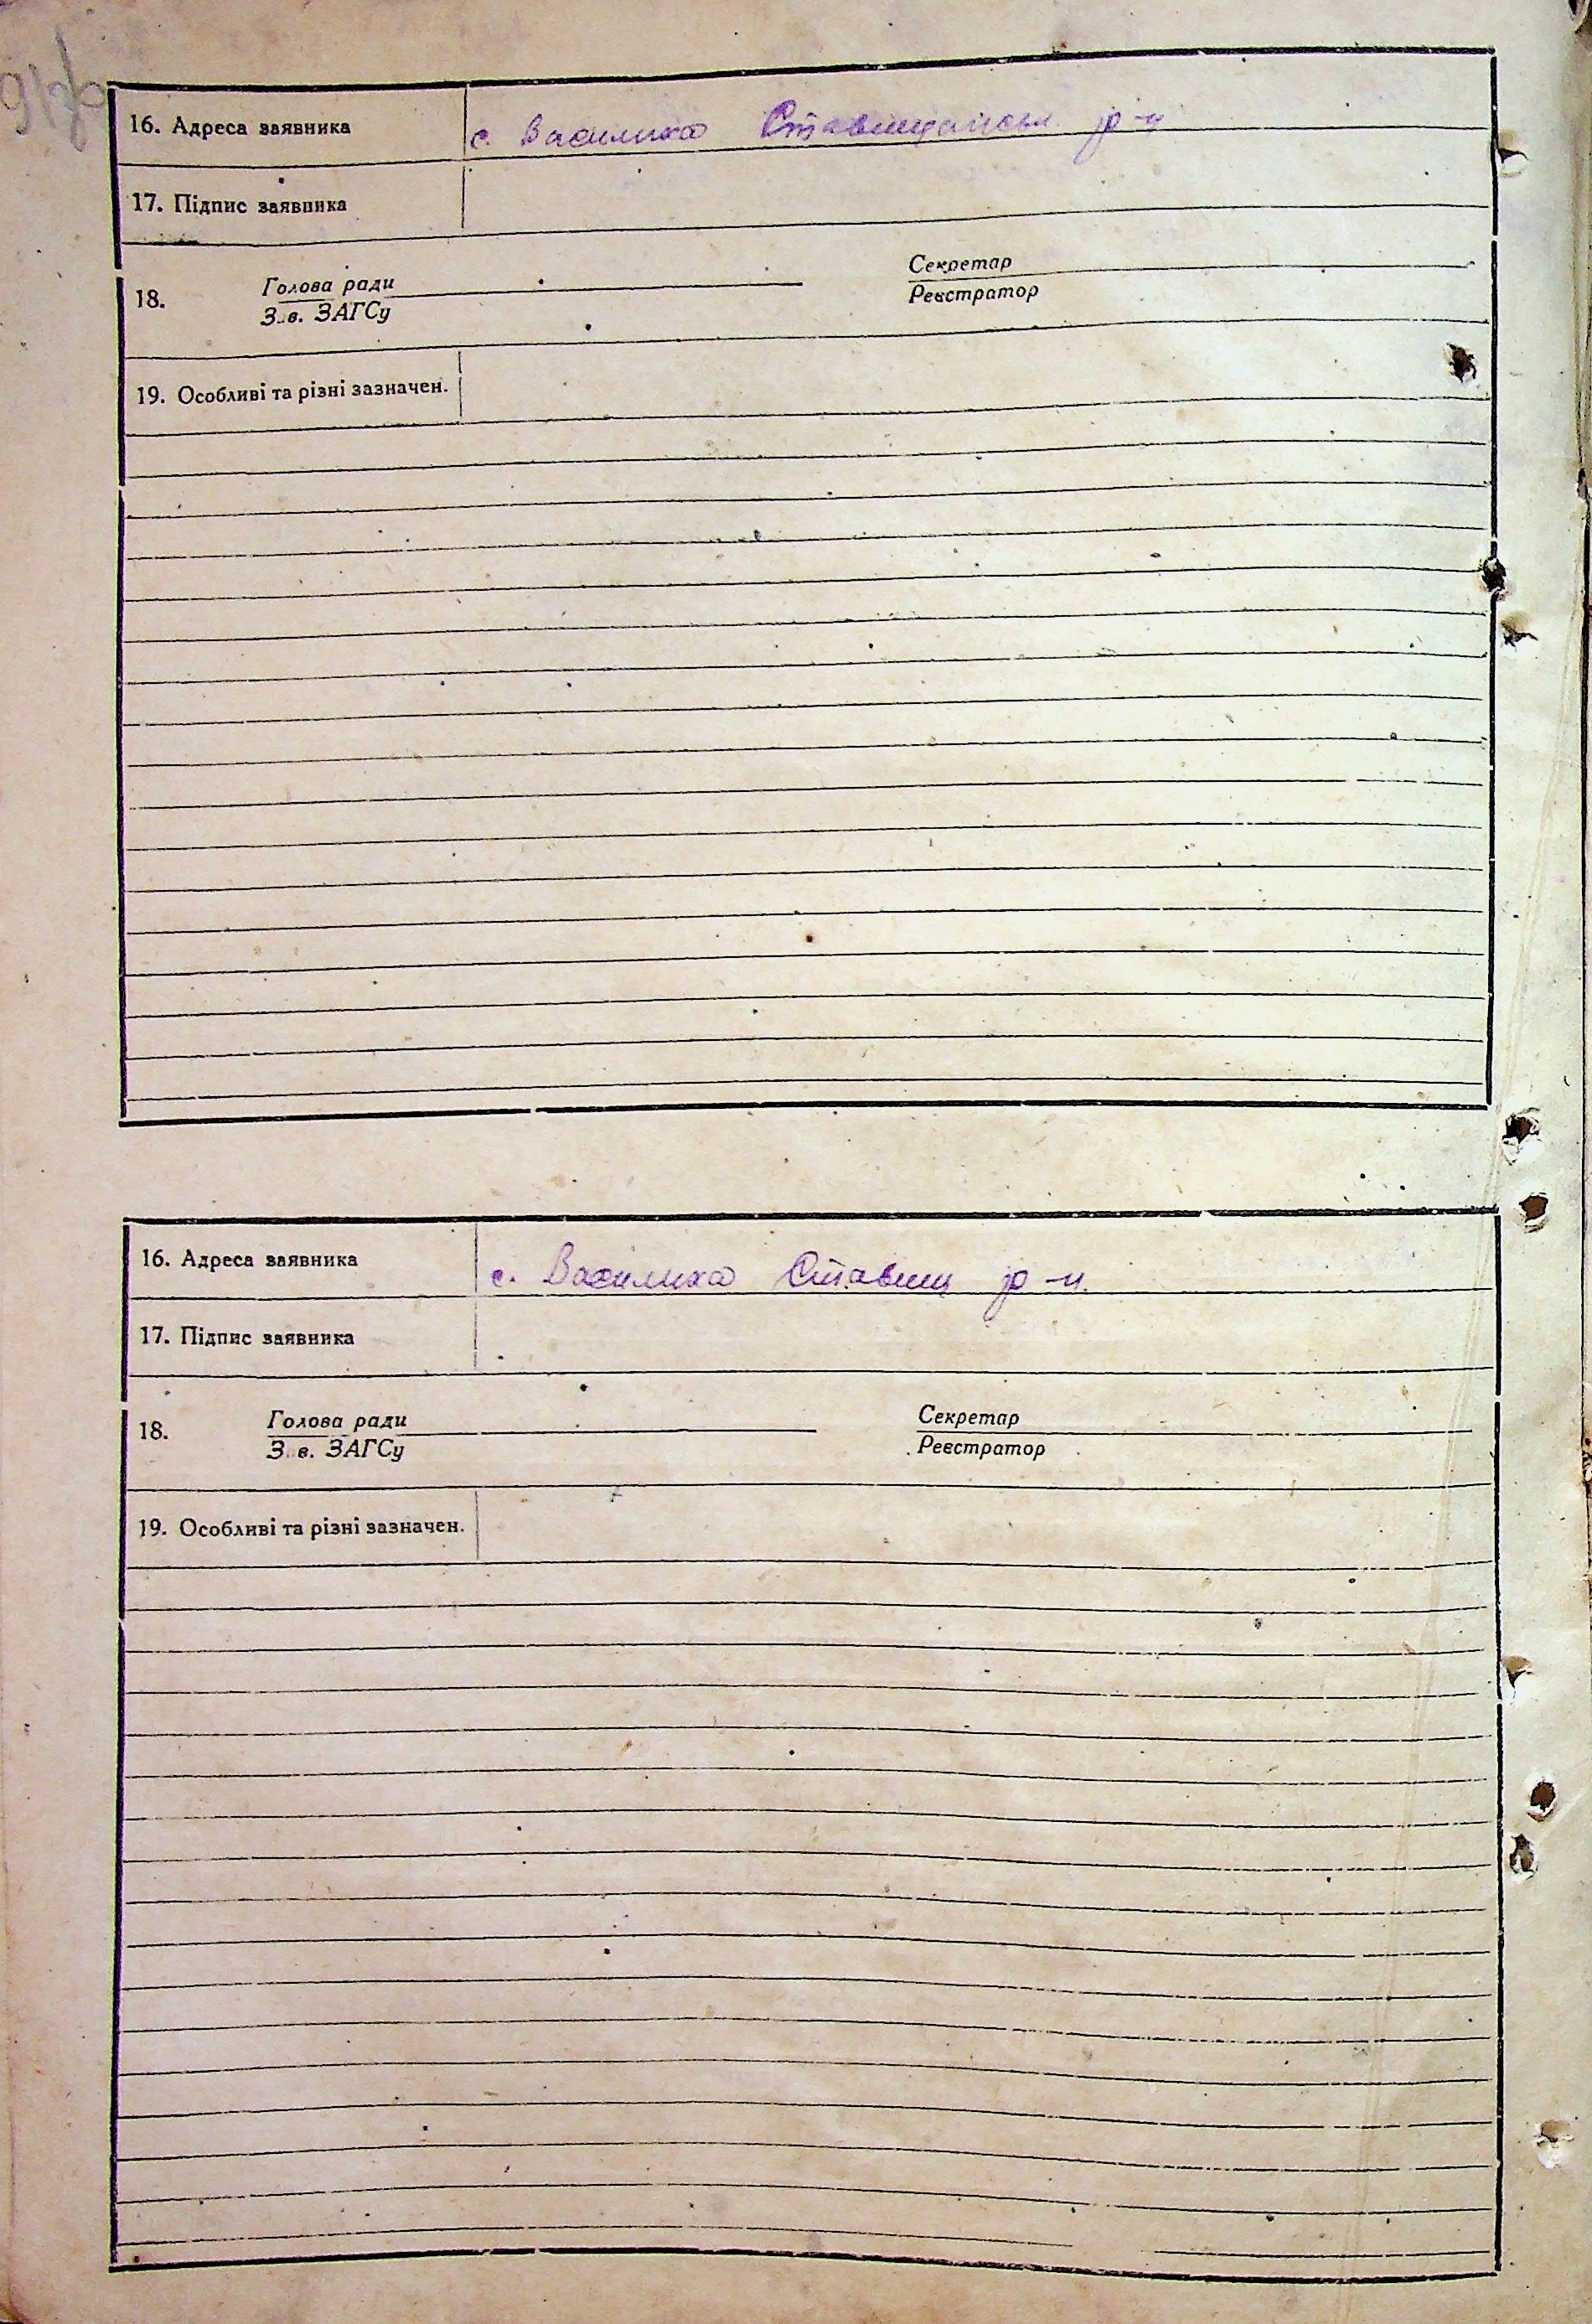 16. Адреса заявника с. Василиха Ставищанськ р-н
17. Підпис заявника
18. Голова ради Секретар
З.в. ЗАГСу Реєстратор
19. Особливі та різні зазначен.
16. Адреса заявника с. Василиха Ставищ р-н.
17. Підпис заявника
18. Голова ради Секретар
З.в. ЗАГСу Реєстратор
19. Особливі та різні зазначен.